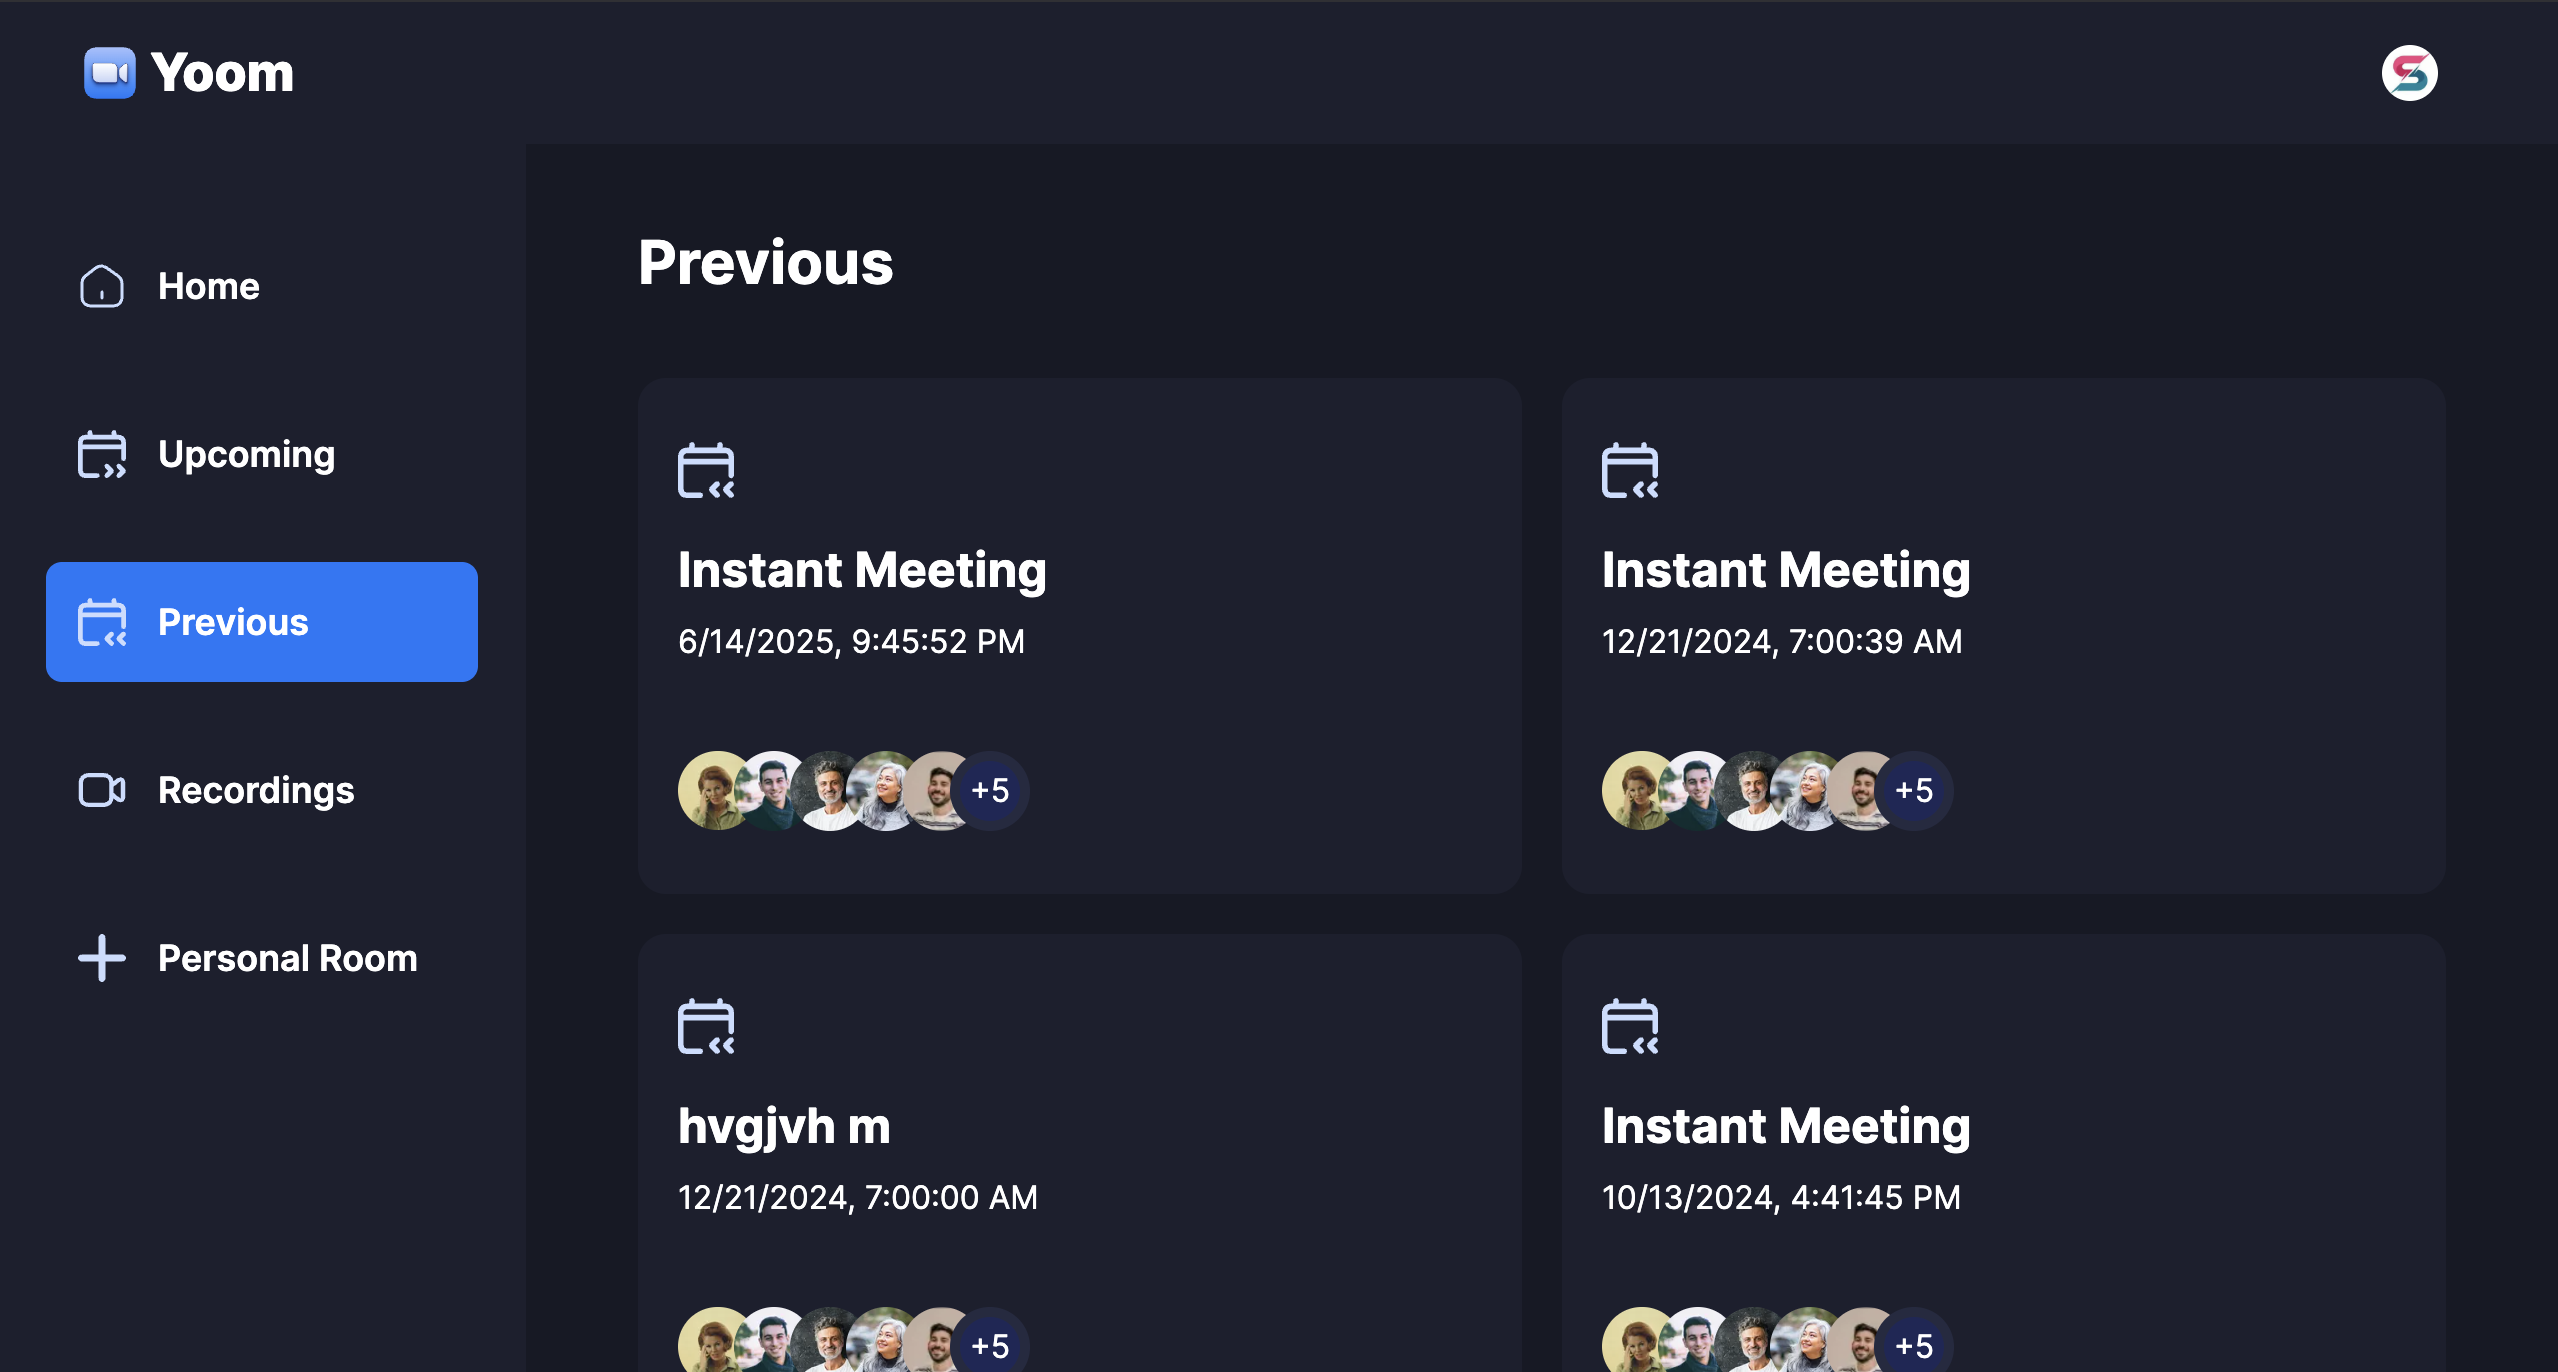 Yoom
Home
Upcoming
Previous
Recordings
Personal Room
Previous
Instant Meeting
6/14/2025, 9:45:52 PM
+5
Instant Meeting
12/21/2024, 7:00:39 AM
+5
hvgjvh m
12/21/2024, 7:00:00 AM
+5
Instant Meeting
10/13/2024, 4:41:45 PM
+5